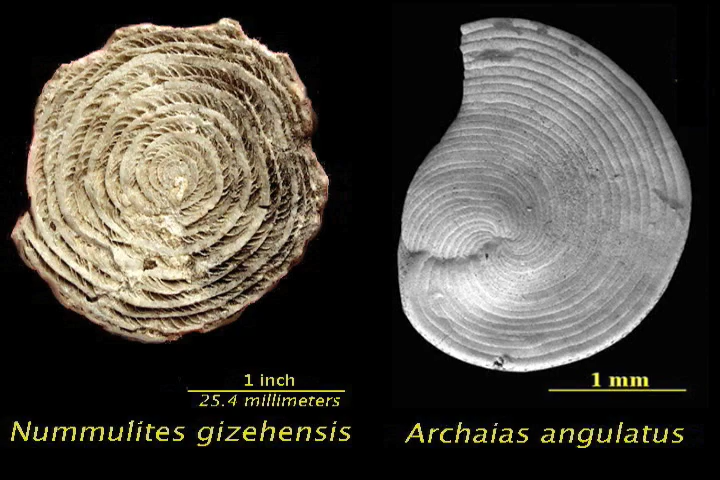 1 inch
25.4 millimeters
Nummulites gizehensis
1 mm
Archaias angulatus